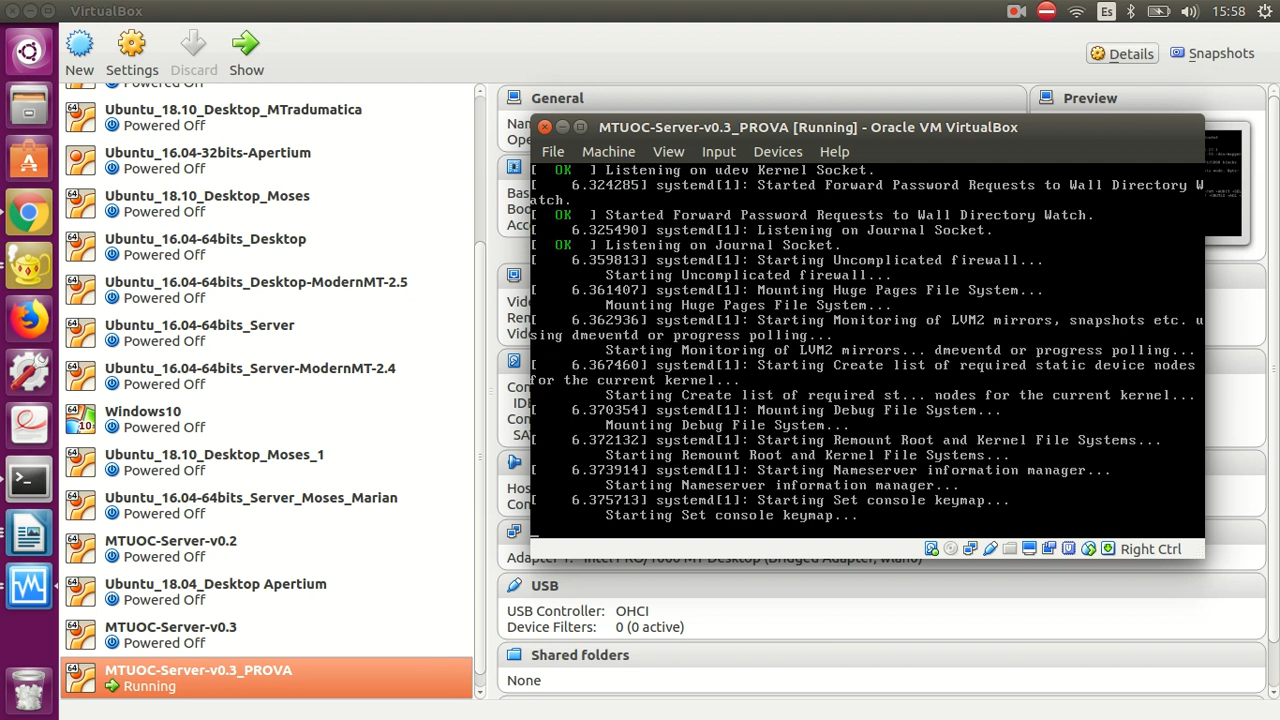 VirtualBox
Es
15:58
New
Settings
Discard
Show
Details
Snapshots
Powered Off
Ubuntu_18.10_Desktop_MTradumatica
Powered Off
Ubuntu_16.04-32bits-Apertium
Powered Off
Ubuntu_18.10_Desktop_Moses
Powered Off
Ubuntu_16.04-64bits_Desktop
Powered Off
Ubuntu_16.04-64bits_Desktop-ModernMT-2.5
Powered Off
Ubuntu_16.04-64bits_Server
Powered Off
Ubuntu_16.04-64bits_Server-ModernMT-2.4
Powered Off
Windows10
Powered Off
Ubuntu_18.10_Desktop_Moses_1
Powered Off
Ubuntu_16.04-64bits_Server_Moses_Marian
Powered Off
MTUOC-Server-v0.2
Powered Off
Ubuntu_18.04_Desktop Apertium
Powered Off
MTUOC-Server-v0.3
Powered Off
MTUOC-Server-v0.3_PROVA
Running
General
Preview
MTUOC-Server-v0.3_PROVA [Running] - Oracle VM VirtualBox
File Machine View Input Devices Help
[ OK ] Listening on udev Kernel Socket.
[ 6.324285] systemd[1]: Started Forward Password Requests to Wall Directory W
atch.
[ OK ] Started Forward Password Requests to Wall Directory Watch.
[ 6.325490] systemd[1]: Listening on Journal Socket.
[ OK ] Listening on Journal Socket.
[ 6.359813] systemd[1]: Starting Uncomplicated firewall...
Starting Uncomplicated firewall...
[ 6.361407] systemd[1]: Mounting Huge Pages File System...
Mounting Huge Pages File System...
[ 6.362936] systemd[1]: Starting Monitoring of LVM2 mirrors, snapshots etc. u
sing dmeventd or progress polling...
Starting Monitoring of LVM2 mirrors... dmeventd or progress polling...
[ 6.367460] systemd[1]: Starting Create list of required static device nodes
for the current kernel...
Starting Create list of required st... nodes for the current kernel...
[ 6.370354] systemd[1]: Mounting Debug File System...
Mounting Debug File System...
[ 6.372132] systemd[1]: Starting Remount Root and Kernel File Systems...
Starting Remount Root and Kernel File Systems...
[ 6.373914] systemd[1]: Starting Nameserver information manager...
Starting Nameserver information manager...
[ 6.375713] systemd[1]: Starting Set console keymap...
Starting Set console keymap...
Right Ctrl
USB
USB Controller: OHCI
Device Filters: 0 (0 active)
Shared folders
None